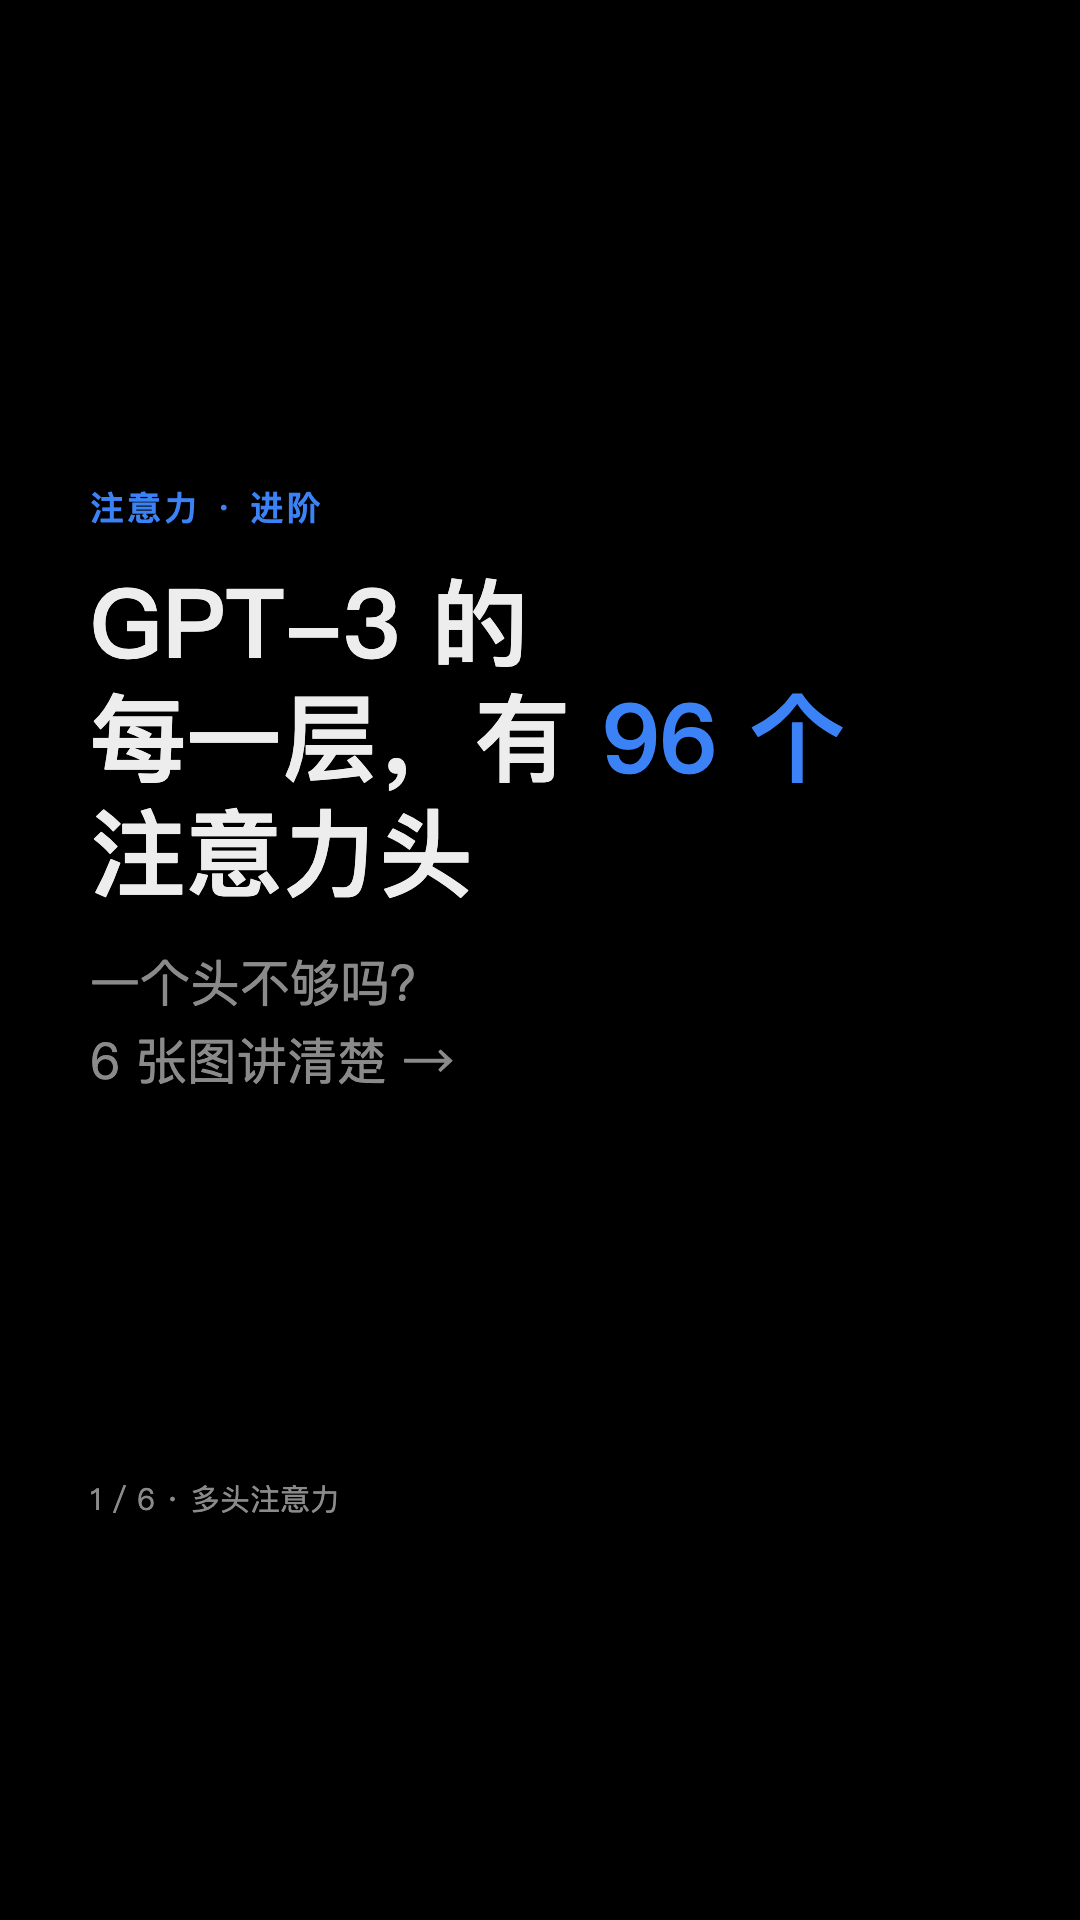 注意力 · 进阶
GPT-3 的
每一层，有 96 个
注意力头
一个头不够吗？
6 张图讲清楚 →
1 / 6 · 多头注意力